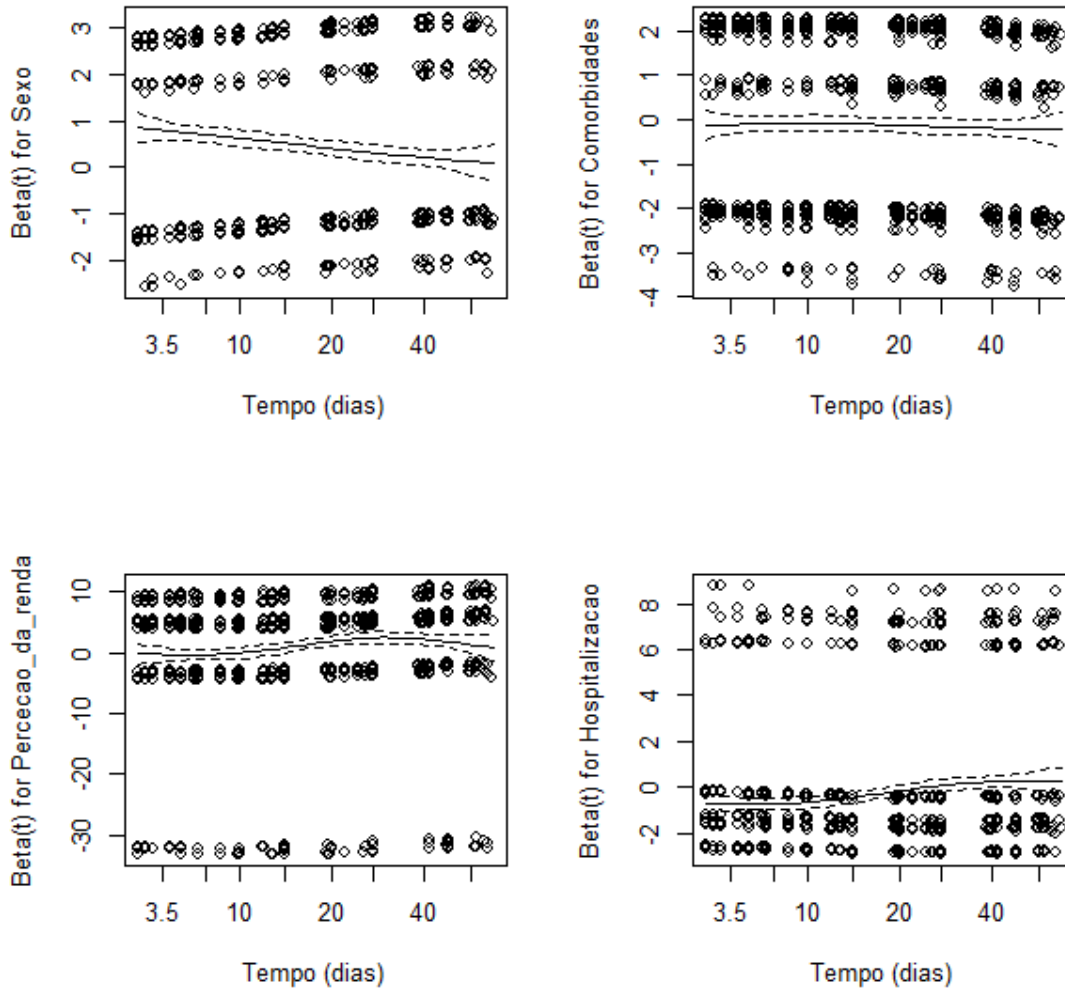 Beta(t) for Sexo
3
2
1
0
-1
-2
3.5 10 20 40
Tempo (dias)
Beta(t) for Comorbidades
2
1
0
-1
-2
-3
-4
3.5 10 20 40
Tempo (dias)
Beta(t) for Percecao_da_renda
10
0
-10
-20
-30
3.5 10 20 40
Tempo (dias)
Beta(t) for Hospitalizacao
8
6
4
2
0
-2
3.5 10 20 40
Tempo (dias)